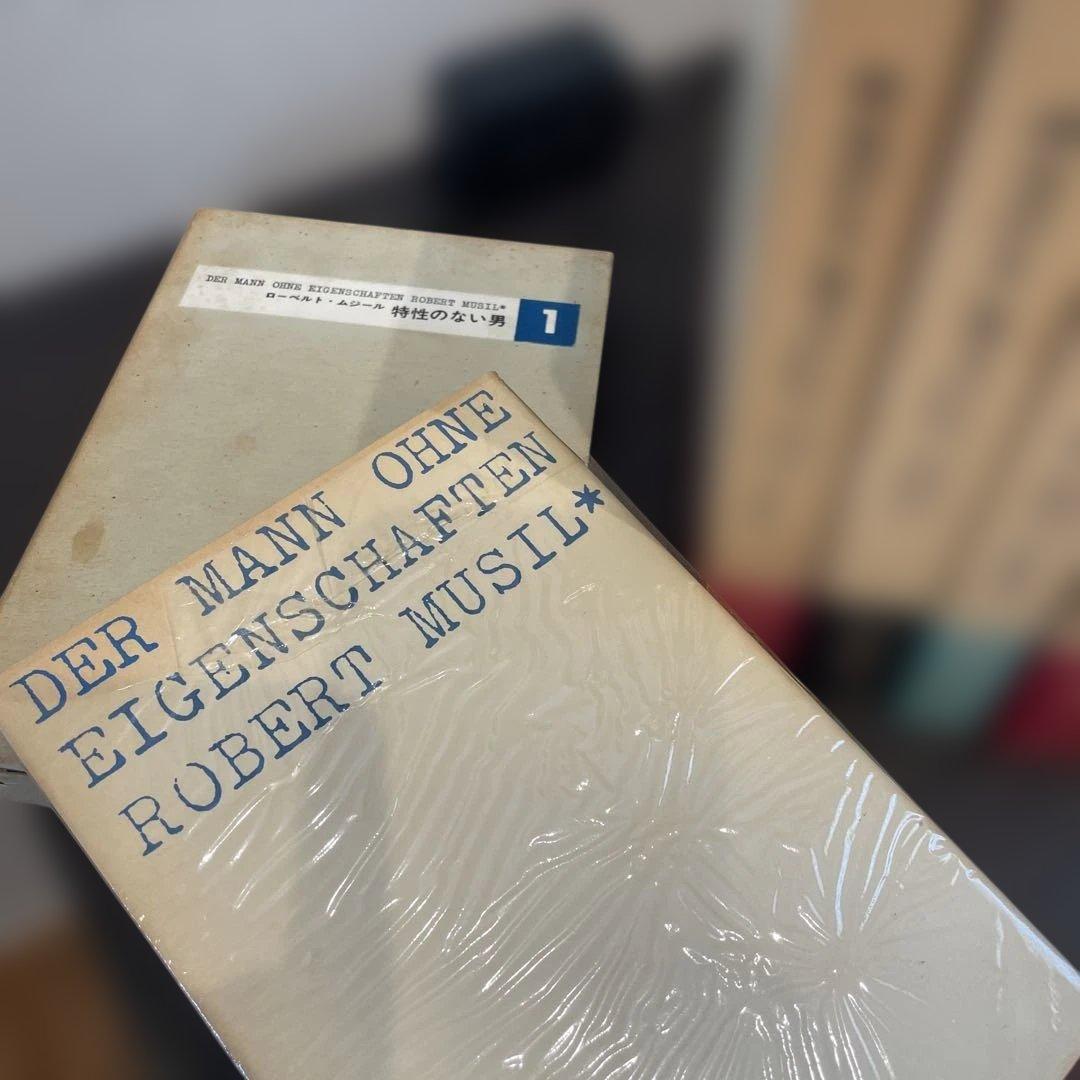 DER MANN OHNE EIGENSCHAFTEN ROBERT MUSIL*
ローベルト・ムジール 特性のない男
1
DER MANN OHNE
EIGENSCHAFTEN
ROBERT MUSIL*